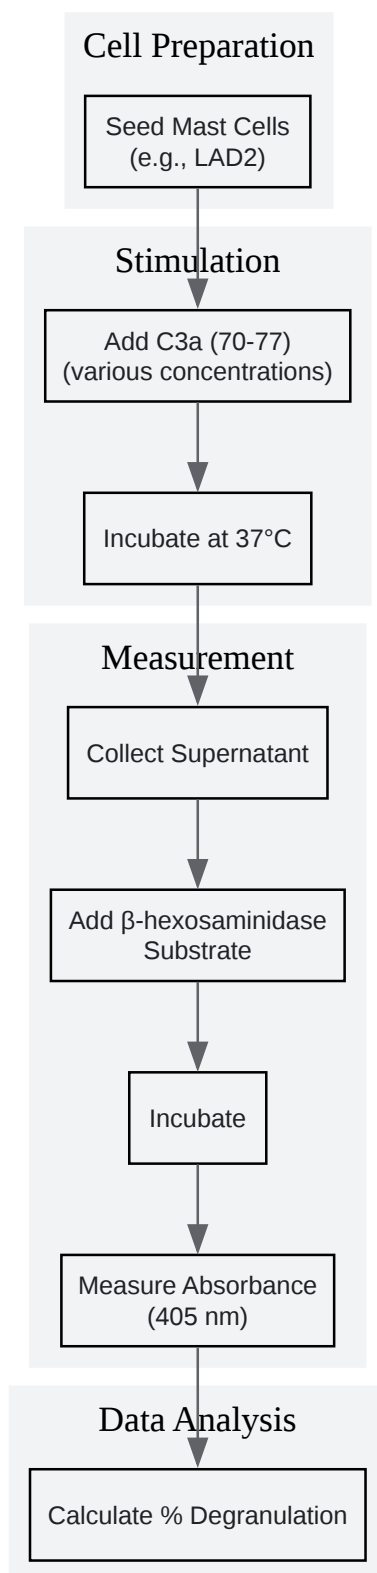 Cell Preparation
Seed Mast Cells
(e.g., LAD2)
Stimulation
Add C3a (70-77)
(various concentrations)
Incubate at 37°C
Measurement
Collect Supernatant
Add β-hexosaminidase
Substrate
Incubate
Measure Absorbance
(405 nm)
Data Analysis
Calculate % Degranulation